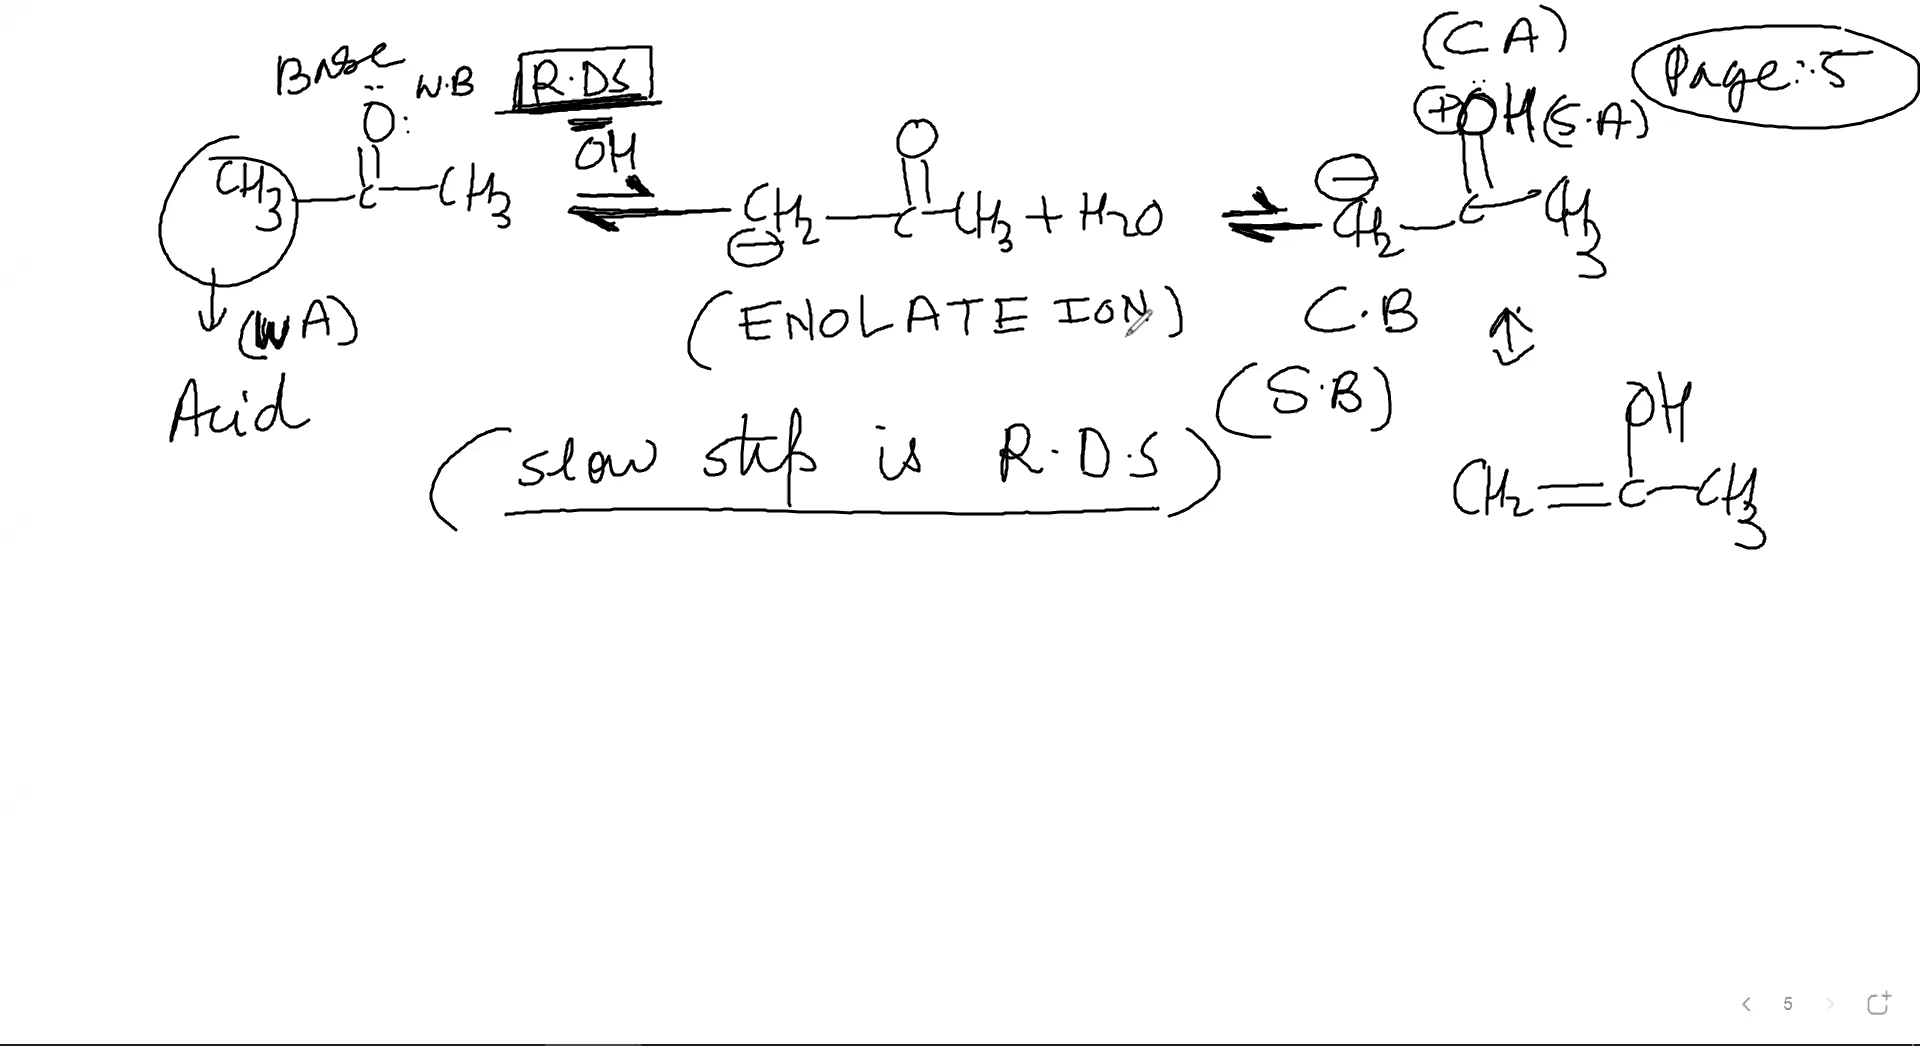 Page:-5
(CA)
Base
W.B
R.DS
Ö:
OH
O
⊕OH (S.A)
CH3—C—CH3
⊖CH2—C—CH3 + H2O
⊖CH2—C—CH3
(WA)
Acid
(ENOLATE ION)
C.B
(S.B)
(slow step is R.D.S)
OH
CH2=C—CH3
5